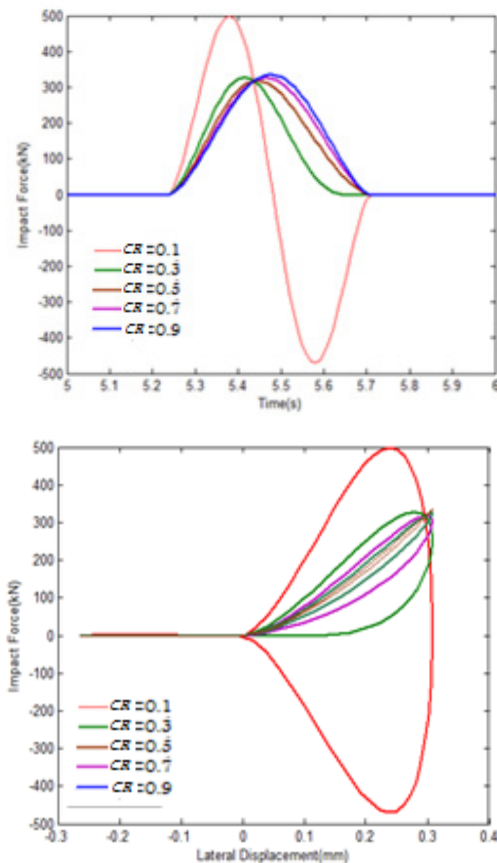 500
400
300
200
100
0
-100
-200
-300
-400
-500
Impact Force(kN)
CR=0.1
CR=0.3
CR=0.5
CR=0.7
CR=0.9
5 5.1 5.2 5.3 5.4 5.5 5.6 5.7 5.8 5.9 6
Time(s)
500
400
300
200
100
0
-100
-200
-300
-400
-500
Impact Force(kN)
CR=0.1
CR=0.3
CR=0.5
CR=0.7
CR=0.9
-0.3 -0.2 -0.1 0 0.1 0.2 0.3 0.4
Lateral Displacement(mm)